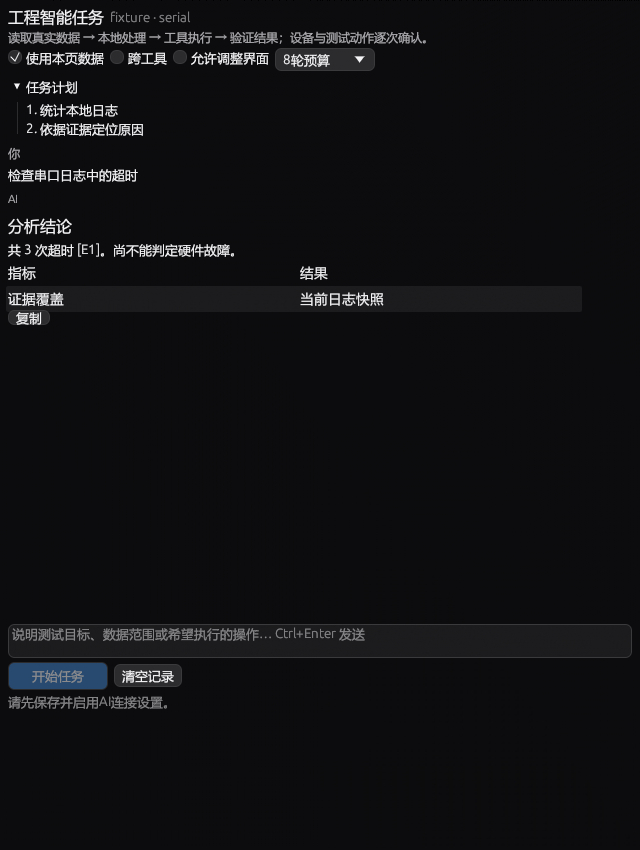 工程智能任务 fixture · serial
读取真实数据 → 本地处理 → 工具执行 → 验证结果；设备与测试动作逐次确认。
使用本页数据 跨工具 允许调整界面 8轮预算
任务计划
1. 统计本地日志
2. 依据证据定位原因
你
检查串口日志中的超时
AI
分析结论
共 3 次超时 [E1]。尚不能判定硬件故障。
指标 结果
证据覆盖 当前日志快照
复制
说明测试目标、数据范围或希望执行的操作... Ctrl+Enter 发送
开始任务 清空记录
请先保存并启用AI连接设置。